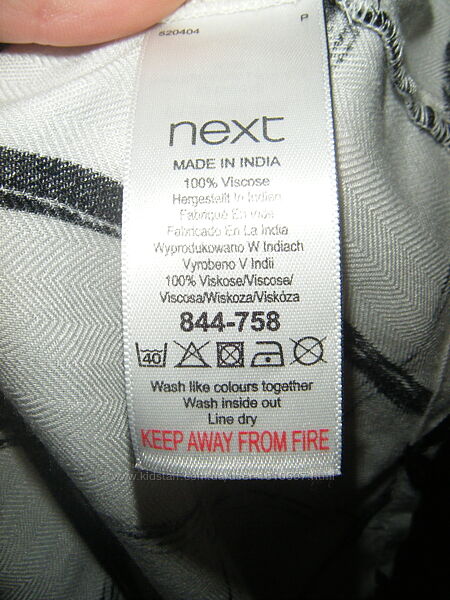 620404
P
next
MADE IN INDIA
100% Viscose
Hergestellt In Indien
Fabriqué En Inde
Fabricado En La India
Wyprodukowano W Indiach
Vyrobeno V Indii
100% Viskose/Viscose/
Viscosa/Wiskoza/Viskóza
844-758
40
Wash like colours together
Wash inside out
Line dry
KEEP AWAY FROM FIRE